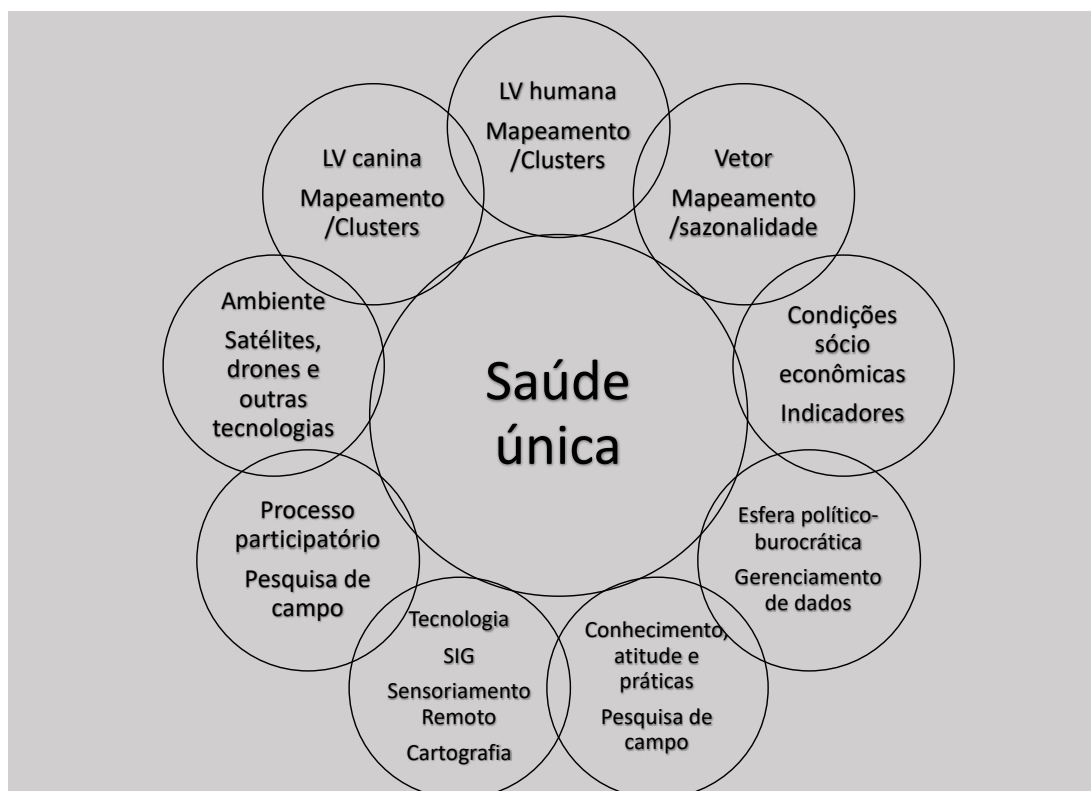 LV humana
Mapeamento
/Clusters
Vetor
Mapeamento
/sazonalidade
Condições
sócio
econômicas
Indicadores
Esfera político-
burocrática
Gerenciamento
de dados
Conhecimento,
atitude e
práticas
Pesquisa de
campo
Tecnologia
SIG
Sensoriamento
Remoto
Cartografia
Processo
participatório
Pesquisa de
campo
Ambiente
Satélites,
drones e
outras
tecnologias
LV canina
Mapeamento
/Clusters
Saúde
única